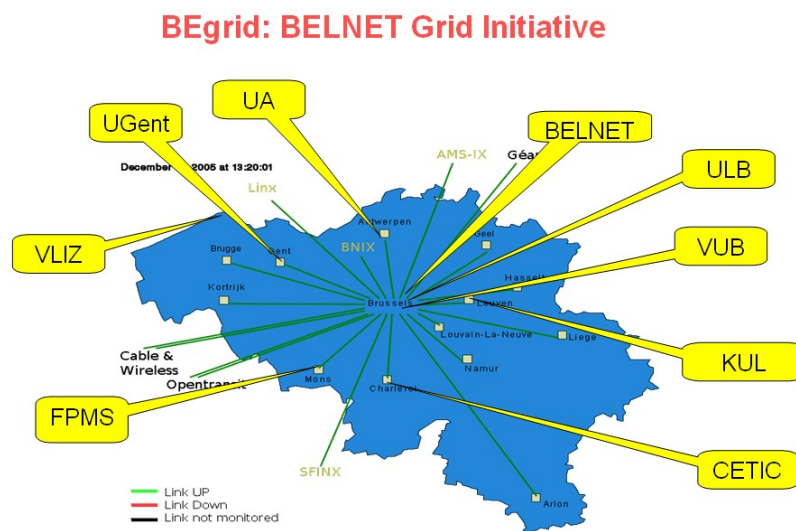 BEgrid: BELNET Grid Initiative
UA
UGent
BELNET
AMS-IX
December 2005 at 13:20:01
ULB
Linx
Antwerpen
VLIZ
BNIX
Geel
VUB
Brugge
Gent
Hasselt
Kortrijk
Brussels
Leuven
Louvain-La-Neuve
Liege
Cable &
Wireless
Namur
KUL
Opentransit
Mons
FPMS
SFINX
CETIC
Arlon
Link UP
Link Down
Link not monitored